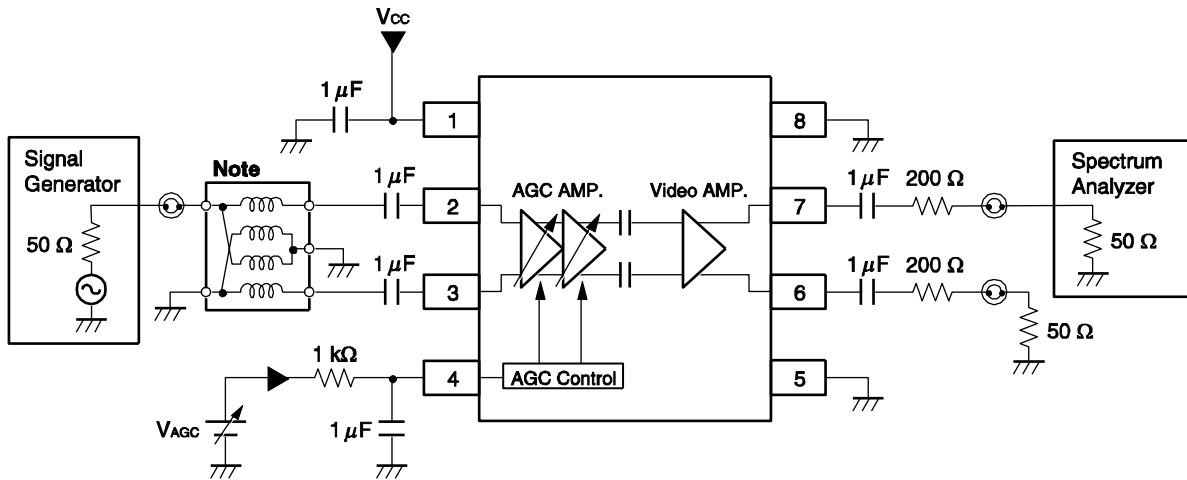 VCC
1 μF
1
8
Signal
Generator
Note
Spectrum
Analyzer
1 μF
AGC AMP.
Video AMP.
1 μF
200 Ω
2
7
50 Ω
50 Ω
1 μF
1 μF
200 Ω
3
6
50 Ω
1 kΩ
4
AGC Control
5
VAGC
1 μF